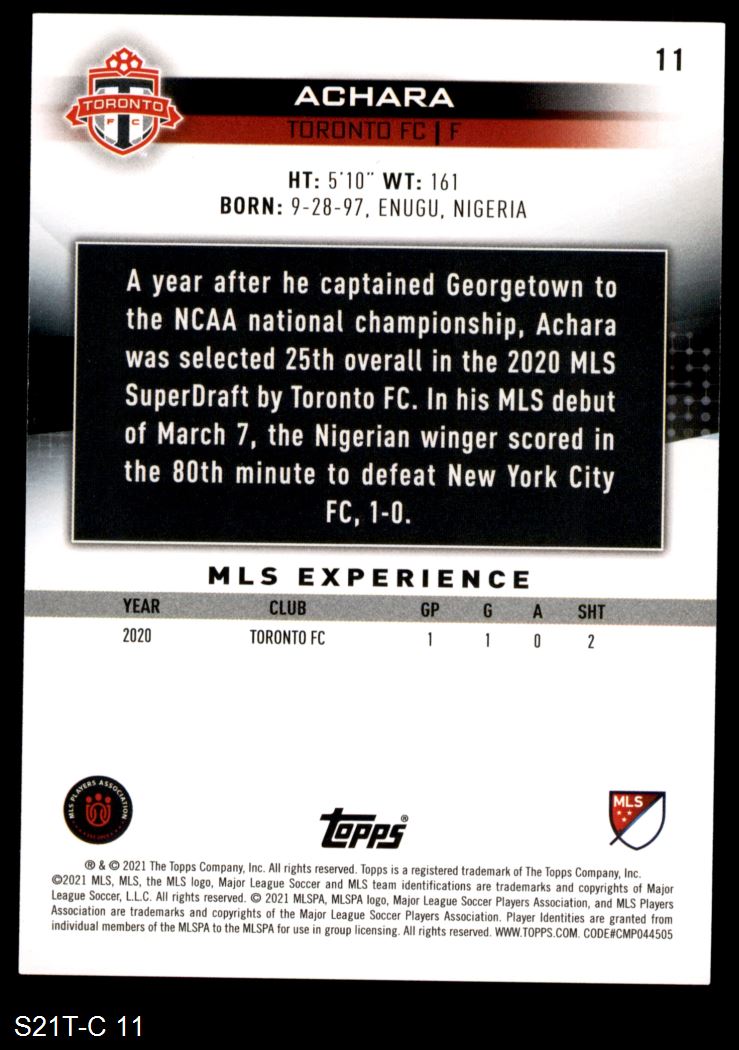 11
TORONTO
F C
ACHARA
TORONTO FC | F
HT: 5'10" WT: 161
BORN: 9-28-97, ENUGU, NIGERIA
A year after he captained Georgetown to
the NCAA national championship, Achara
was selected 25th overall in the 2020 MLS
SuperDraft by Toronto FC. In his MLS debut
of March 7, the Nigerian winger scored in
the 80th minute to defeat New York City
FC, 1-0.
MLS EXPERIENCE
YEAR CLUB GP G A SHT
2020 TORONTO FC 1 1 0 2
MLS PLAYERS ASSOCIATION
topps®
MLS
® & © 2021 The Topps Company, Inc. All rights reserved. Topps is a registered trademark of The Topps Company, Inc.
©2021 MLS, MLS, the MLS logo, Major League Soccer and MLS team identifications are trademarks and copyrights of Major
League Soccer, L.L.C. All rights reserved. © 2021 MLSPA, MLSPA logo, Major League Soccer Players Association, and MLS Players
Association are trademarks and copyrights of the Major League Soccer Players Association. Player Identities are granted from
individual members of the MLSPA to the MLSPA for use in group licensing. All rights reserved. WWW.TOPPS.COM. CODE#CMP044505
S21T-C 11